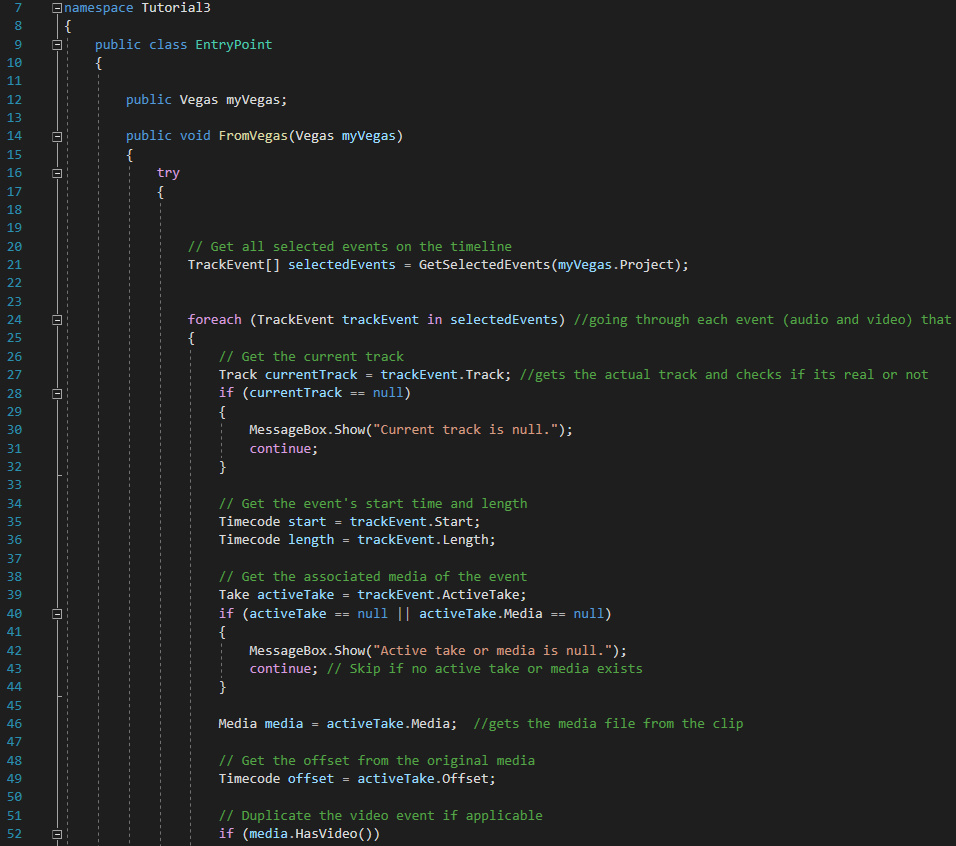 7 namespace Tutorial3
8 {
9 public class EntryPoint
10 {
11
12 public Vegas myVegas;
13
14 public void FromVegas(Vegas myVegas)
15 {
16 try
17 {
18
19
20 // Get all selected events on the timeline
21 TrackEvent[] selectedEvents = GetSelectedEvents(myVegas.Project);
22
23
24 foreach (TrackEvent trackEvent in selectedEvents) //going through each event (audio and video) that
25 {
26 // Get the current track
27 Track currentTrack = trackEvent.Track; //gets the actual track and checks if its real or not
28 if (currentTrack == null)
29 {
30 MessageBox.Show("Current track is null.");
31 continue;
32 }
33
34 // Get the event's start time and length
35 Timecode start = trackEvent.Start;
36 Timecode length = trackEvent.Length;
37
38 // Get the associated media of the event
39 Take activeTake = trackEvent.ActiveTake;
40 if (activeTake == null || activeTake.Media == null)
41 {
42 MessageBox.Show("Active take or media is null.");
43 continue; // Skip if no active take or media exists
44 }
45
46 Media media = activeTake.Media; //gets the media file from the clip
47
48 // Get the offset from the original media
49 Timecode offset = activeTake.Offset;
50
51 // Duplicate the video event if applicable
52 if (media.HasVideo())